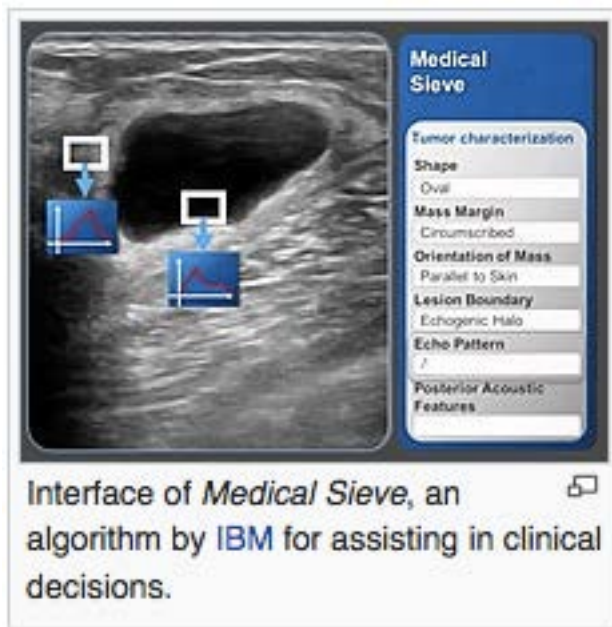 Medical
Sieve
Tumor characterization
Shape
Oval
Mass Margin
Circumscribed
Orientation of Mass
Parallel to Skin
Lesion Boundary
Echogenic Halo
Echo Pattern
/
Posterior Acoustic
Features
Interface of Medical Sieve, an
algorithm by IBM for assisting in clinical
decisions.